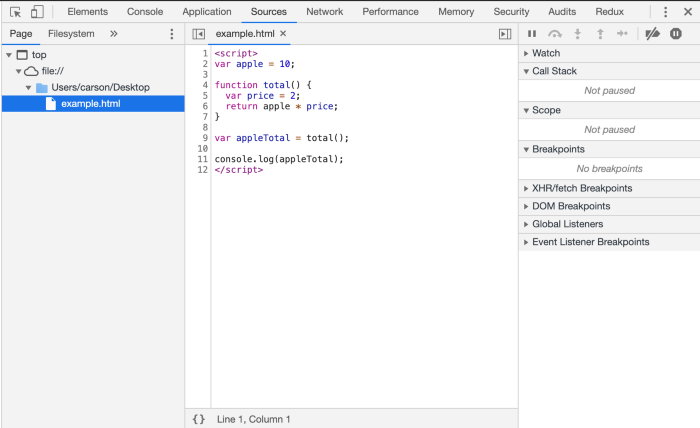 Elements Console Application Sources Network Performance Memory Security Audits Redux
Page Filesystem »
example.html ×
top
file://
Users/carson/Desktop
example.html
1 <script>
2 var apple = 10;
3
4 function total() {
5 var price = 2;
6 return apple * price;
7 }
8
9 var appleTotal = total();
10
11 console.log(appleTotal);
12 </script>
{} Line 1, Column 1
Watch
Call Stack
Not paused
Scope
Not paused
Breakpoints
No breakpoints
XHR/fetch Breakpoints
DOM Breakpoints
Global Listeners
Event Listener Breakpoints